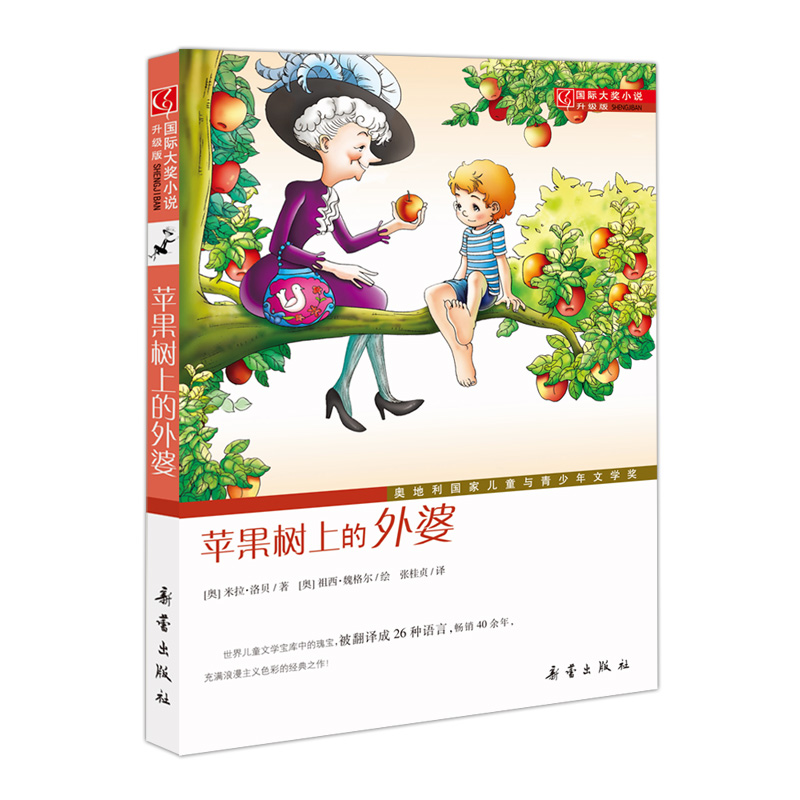 国际大奖小说
升级版 SHENGJIBAN
苹果树上的外婆
新蕾出版社
国际大奖小说
升级版 SHENGJIBAN
奥地利国家儿童与青少年文学奖
苹果树上的外婆
[奥] 米拉·洛贝 / 著 [奥] 祖西·魏格尔 / 绘 张桂贞 / 译
世界儿童文学宝库中的瑰宝,被翻译成 26 种语言,畅销 40 余年,
充满浪漫主义色彩的经典之作!
新蕾出版社